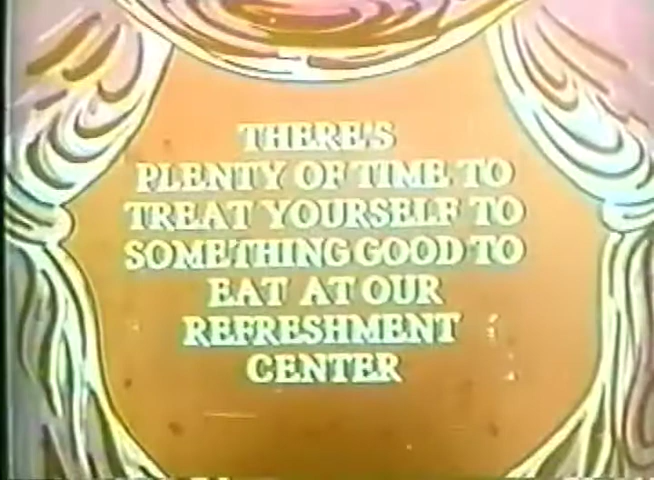 THERE'S
PLENTY OF TIME TO
TREAT YOURSELF TO
SOMETHING GOOD TO
EAT AT OUR
REFRESHMENT
CENTER